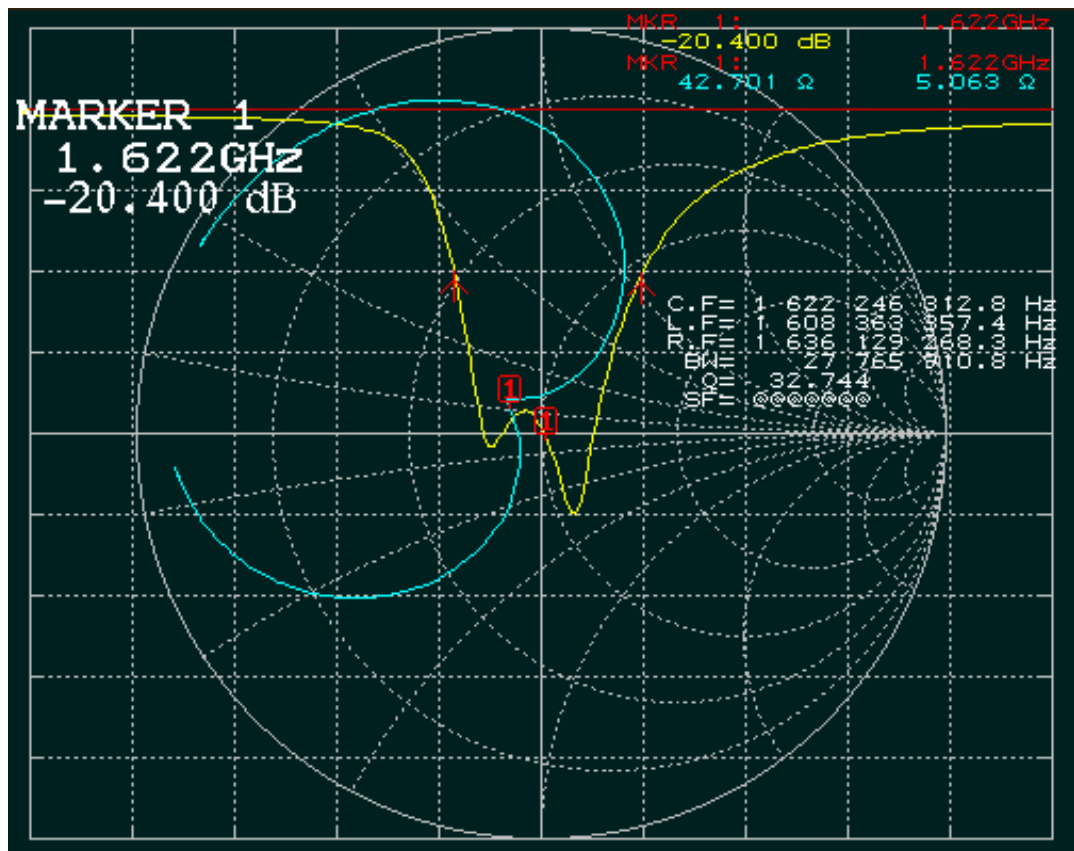 MKR 1: 1.622GHz
-20.400 dB
MKR 1: 1.622GHz
42.701 Ω 5.063 Ω
MARKER 1
1.622GHz
-20.400 dB
C.F= 1 622 246 312.8 Hz
L.F= 1 608 363 357.4 Hz
R.F= 1 636 129 268.3 Hz
BW= 27 765 910.8 Hz
Q= 32.744
SF= @@@@@@@
1
1